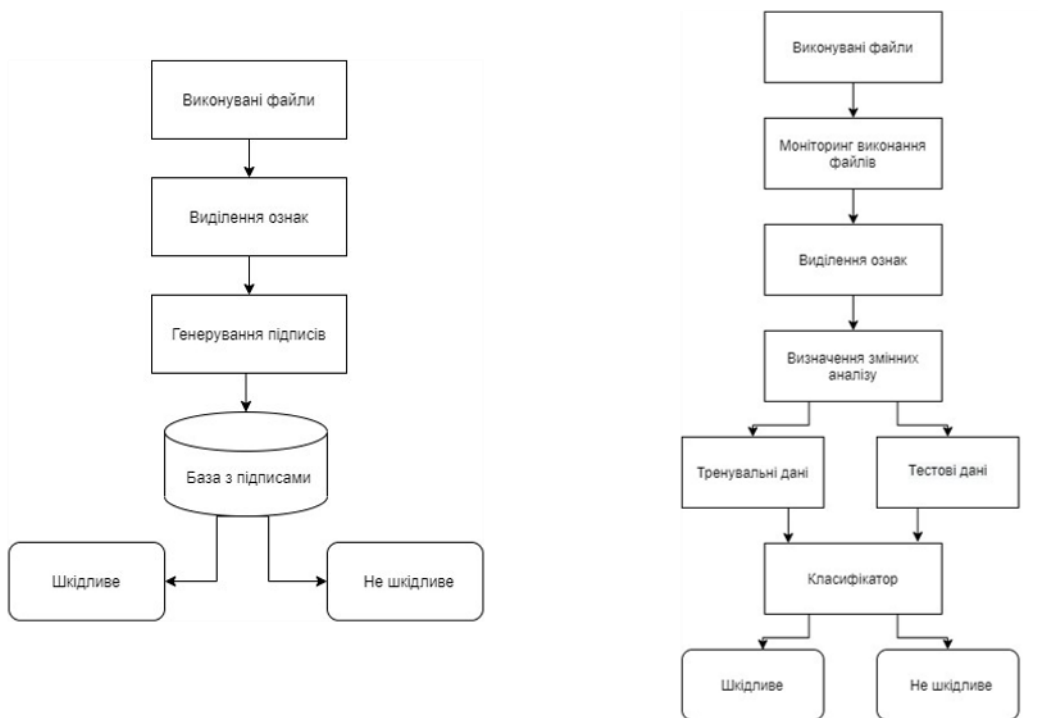 Виконувані файли
Виділення ознак
Генерування підписів
База з підписами
Шкідливе
Не шкідливе
Виконувані файли
Моніторинг виконання
файлів
Виділення ознак
Визначення змінних
аналізу
Тренувальні дані
Тестові дані
Класифікатор
Шкідливе
Не шкідливе